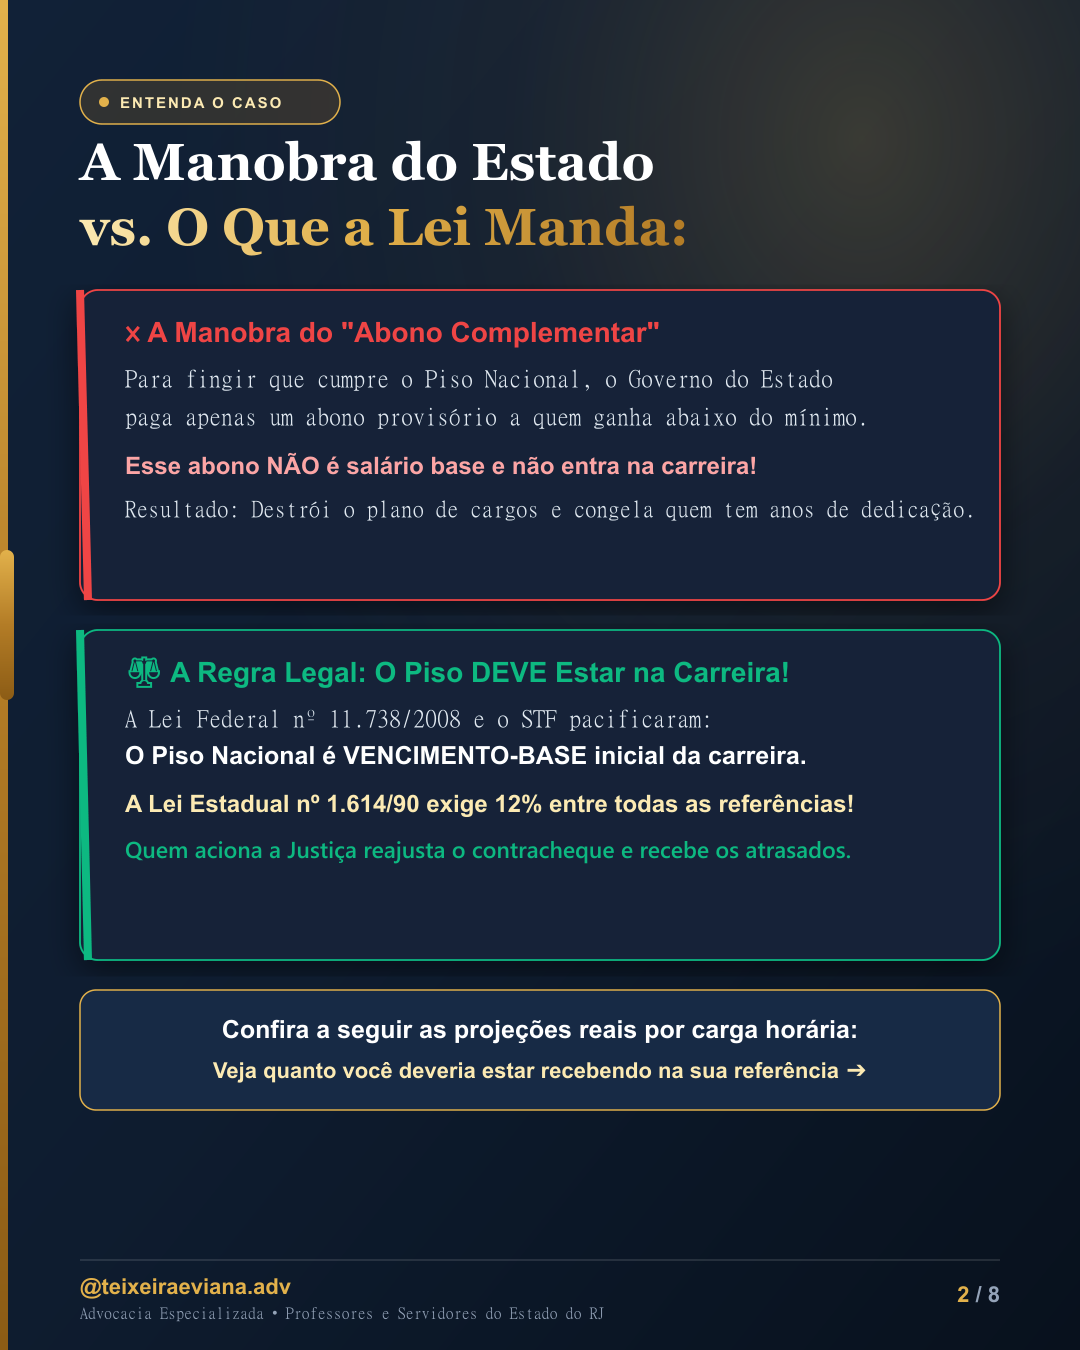 ENTENDA O CASO
A Manobra do Estado
vs. O Que a Lei Manda:
✕ A Manobra do "Abono Complementar"
Para fingir que cumpre o Piso Nacional, o Governo do Estado
paga apenas um abono provisório a quem ganha abaixo do mínimo.
Esse abono NÃO é salário base e não entra na carreira!
Resultado: Destrói o plano de cargos e congela quem tem anos de dedicação.
A Regra Legal: O Piso DEVE Estar na Carreira!
A Lei Federal nº 11.738/2008 e o STF pacificaram:
O Piso Nacional é VENCIMENTO-BASE inicial da carreira.
A Lei Estadual nº 1.614/90 exige 12% entre todas as referências!
Quem aciona a Justiça reajusta o contracheque e recebe os atrasados.
Confira a seguir as projeções reais por carga horária:
Veja quanto você deveria estar recebendo na sua referência ➔
@teixeiraeviana.adv
Advocacia Especializada • Professores e Servidores do Estado do RJ
2 / 8